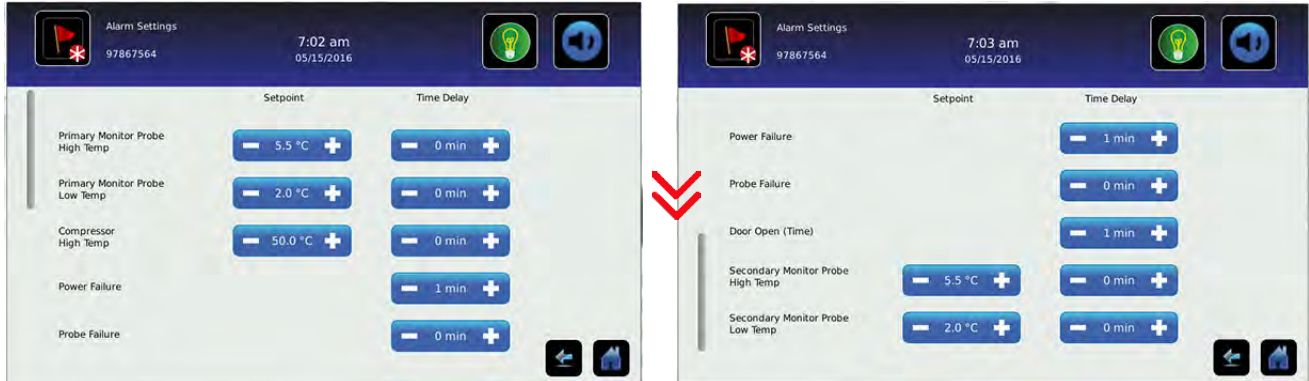 Alarm Settings
97867564
7:02 am
05/15/2016
Setpoint Time Delay
Primary Monitor Probe
High Temp
5.5 °C 0 min
Primary Monitor Probe
Low Temp
2.0 °C 0 min
Compressor
High Temp
50.0 °C 0 min
Power Failure 1 min
Probe Failure 0 min
Alarm Settings
97867564
7:03 am
05/15/2016
Setpoint Time Delay
Power Failure 1 min
Probe Failure 0 min
Door Open (Time) 1 min
Secondary Monitor Probe
High Temp
5.5 °C 0 min
Secondary Monitor Probe
Low Temp
2.0 °C 0 min